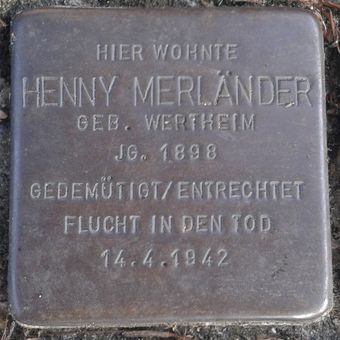 HIER WOHNTE
HENNY MERLÄNDER
GEB. WERTHEIM
JG. 1898
GEDEMÜTIGT/ENTRECHTET
FLUCHT IN DEN TOD
14.4.1942